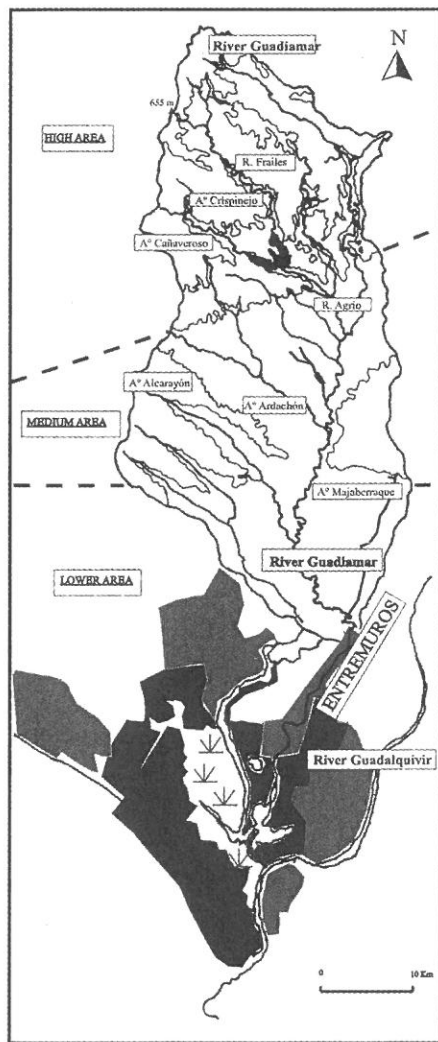 River Guadiamar
N
655 m
HIGH AREA
R. Frailes
Aº Crispinejo
Aº Cañaveroso
R. Agrio
Aº Alcarayón
Aº Ardachón
MEDIUM AREA
Aº Majaberraque
River Guadiamar
LOWER AREA
ENTREMUROS
River Guadalquivir
0 10 Km